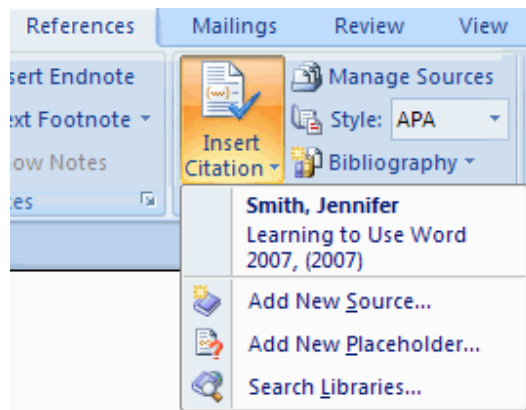 References Mailings Review View
sert Endnote
ext Footnote
ow Notes
es
Insert
Citation
Manage Sources
Style: APA
Bibliography
Smith, Jennifer
Learning to Use Word
2007, (2007)
Add New Source...
Add New Placeholder...
Search Libraries...